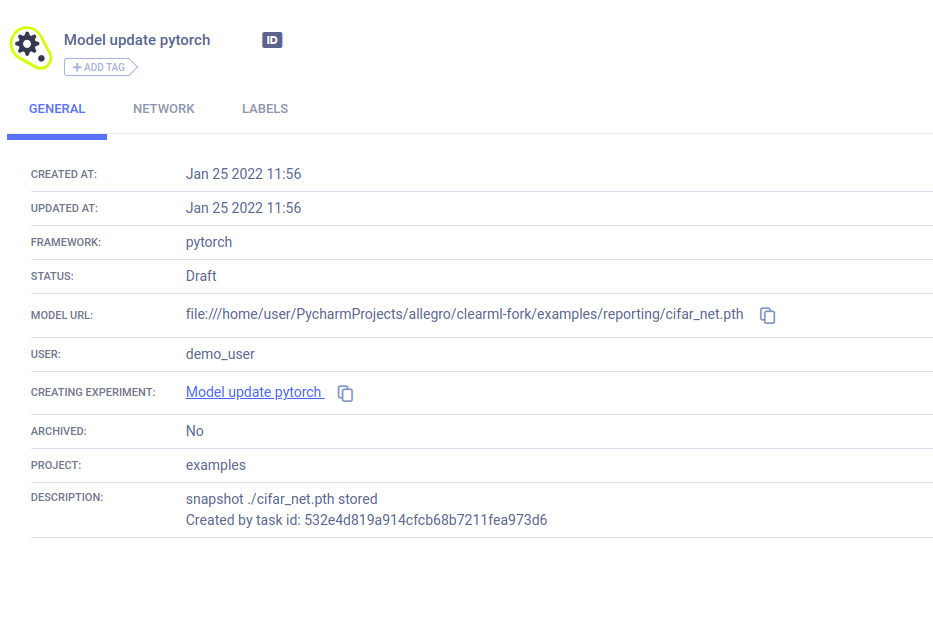 Model update pytorch ID
+ ADD TAG
GENERAL NETWORK LABELS
CREATED AT: Jan 25 2022 11:56
UPDATED AT: Jan 25 2022 11:56
FRAMEWORK: pytorch
STATUS: Draft
MODEL URL: file:///home/user/PycharmProjects/allegro/clearml-fork/examples/reporting/cifar_net.pth
USER: demo_user
CREATING EXPERIMENT: Model update pytorch
ARCHIVED: No
PROJECT: examples
DESCRIPTION: snapshot ./cifar_net.pth stored
Created by task id: 532e4d819a914cfcb68b7211fea973d6